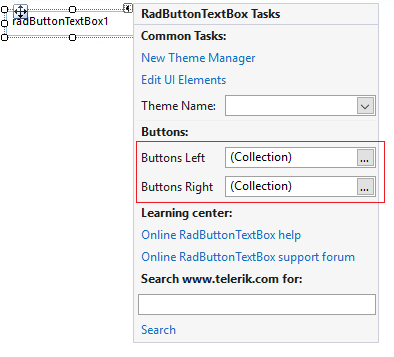 radButtonTextBox1
RadButtonTextBox Tasks
Common Tasks:
New Theme Manager
Edit UI Elements
Theme Name:
Buttons:
Buttons Left (Collection) ...
Buttons Right (Collection) ...
Learning center:
Online RadButtonTextBox help
Online RadButtonTextBox support forum
Search www.telerik.com for:
Search